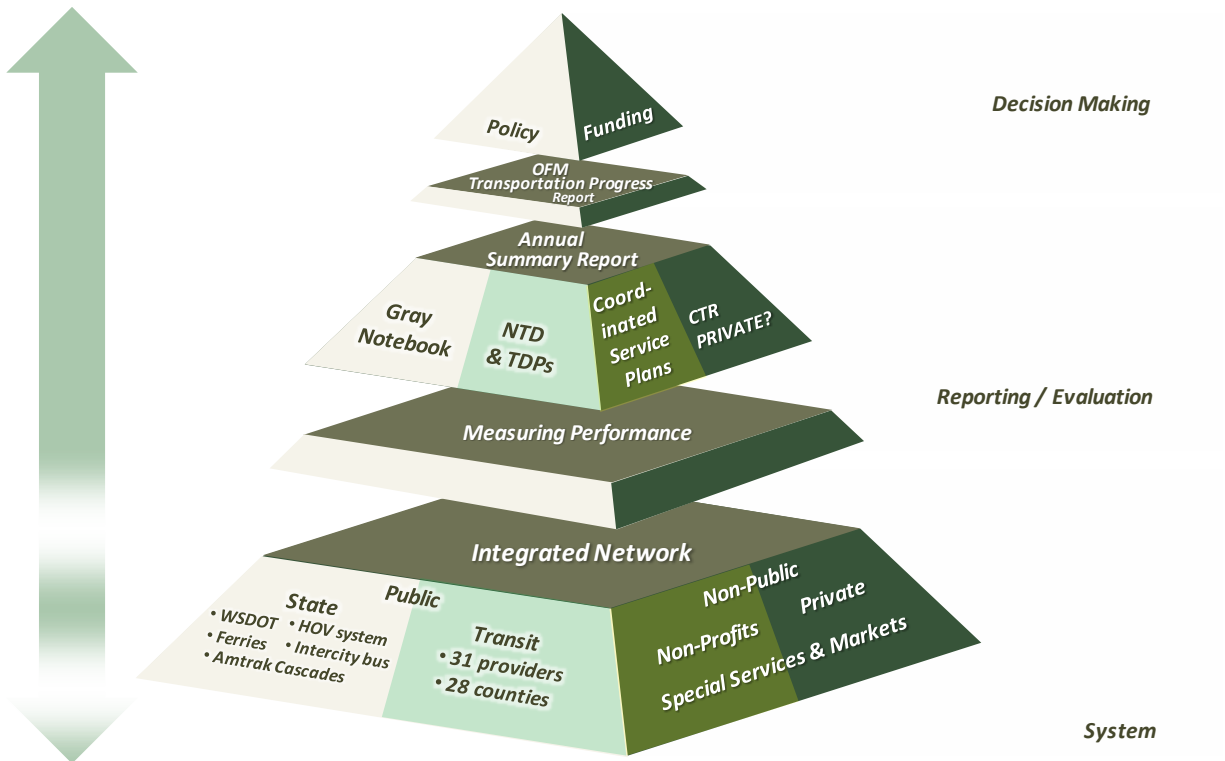 Decision Making
Policy
Funding
OFM
Transportation Progress
Report
Annual
Summary Report
Gray
Notebook
NTD
& TDPs
Coord-
inated
Service
Plans
CTR
PRIVATE?
Reporting / Evaluation
Measuring Performance
Integrated Network
Public
State
• WSDOT
• HOV system
• Ferries
• Intercity bus
• Amtrak Cascades
Transit
• 31 providers
• 28 counties
Non-Public
Non-Profits
Private
Special Services & Markets
System